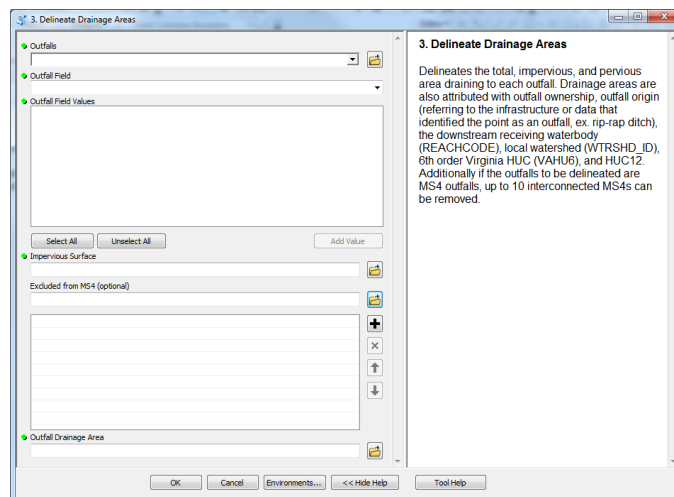 3. Delineate Drainage Areas
Outfalls
Outfall Field
Outfall Field Values
Select All
Unselect All
Add Value
Impervious Surface
Excluded from MS4 (optional)
Outfall Drainage Area
OK
Cancel
Environments...
<< Hide Help
Tool Help
3. Delineate Drainage Areas
Delineates the total, impervious, and pervious
area draining to each outfall. Drainage areas are
also attributed with outfall ownership, outfall origin
(referring to the infrastructure or data that
identified the point as an outfall, ex. rip-rap ditch),
the downstream receiving waterbody
(REACHCODE), local watershed (WTRSHD_ID),
6th order Virginia HUC (VAHU6), and HUC12.
Additionally if the outfalls to be delineated are
MS4 outfalls, up to 10 interconnected MS4s can
be removed.